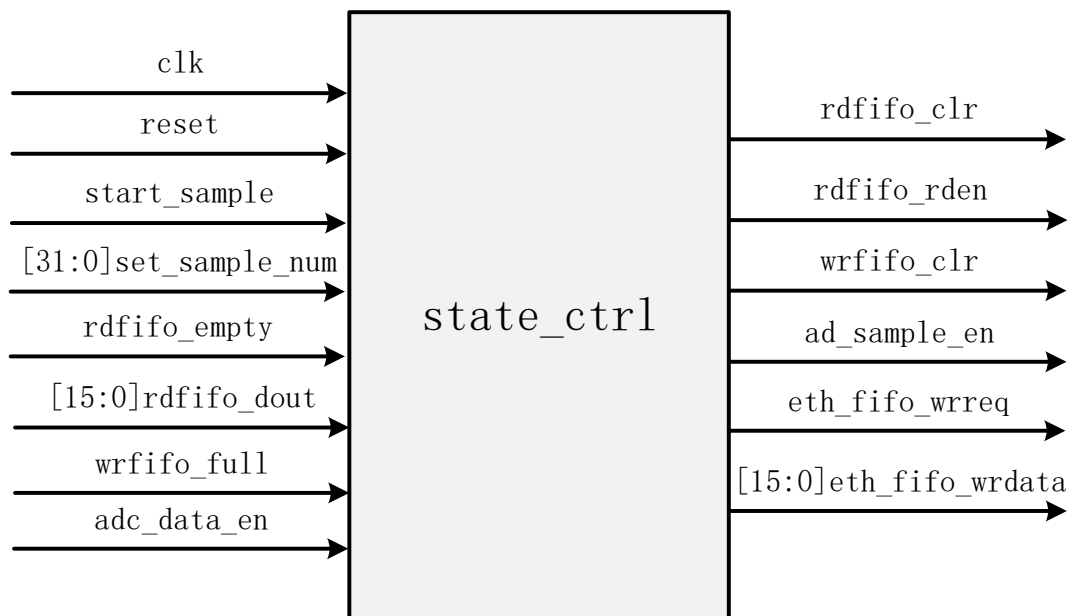 clk
reset
start_sample
[31:0]set_sample_num
rdfifo_empty
[15:0]rdfifo_dout
wrfifo_full
adc_data_en
state_ctrl
rdfifo_clr
rdfifo_rden
wrfifo_clr
ad_sample_en
eth_fifo_wrreq
[15:0]eth_fifo_wrdata